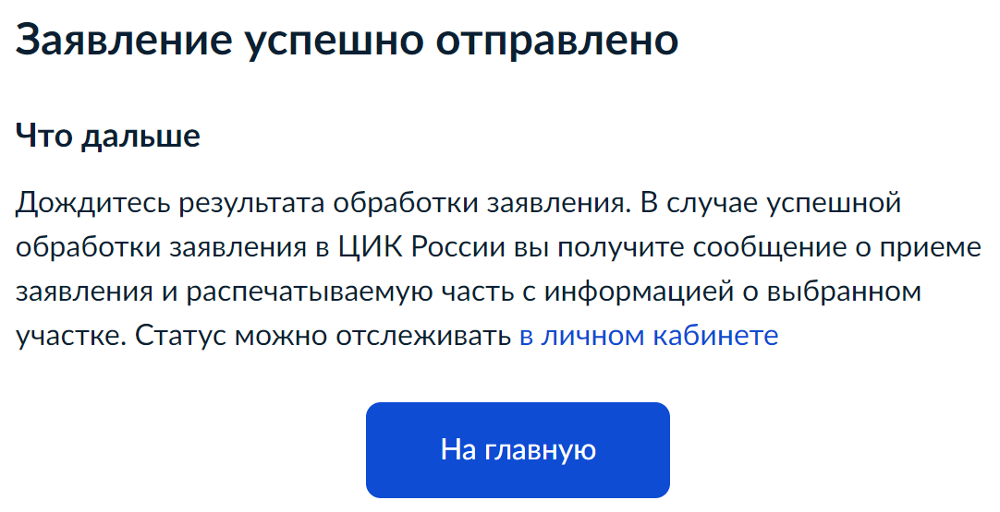 Заявление успешно отправлено
Что дальше
Дождитесь результата обработки заявления. В случае успешной
обработки заявления в ЦИК России вы получите сообщение о приеме
заявления и распечатываемую часть с информацией о выбранном
участке. Статус можно отслеживать в личном кабинете
На главную